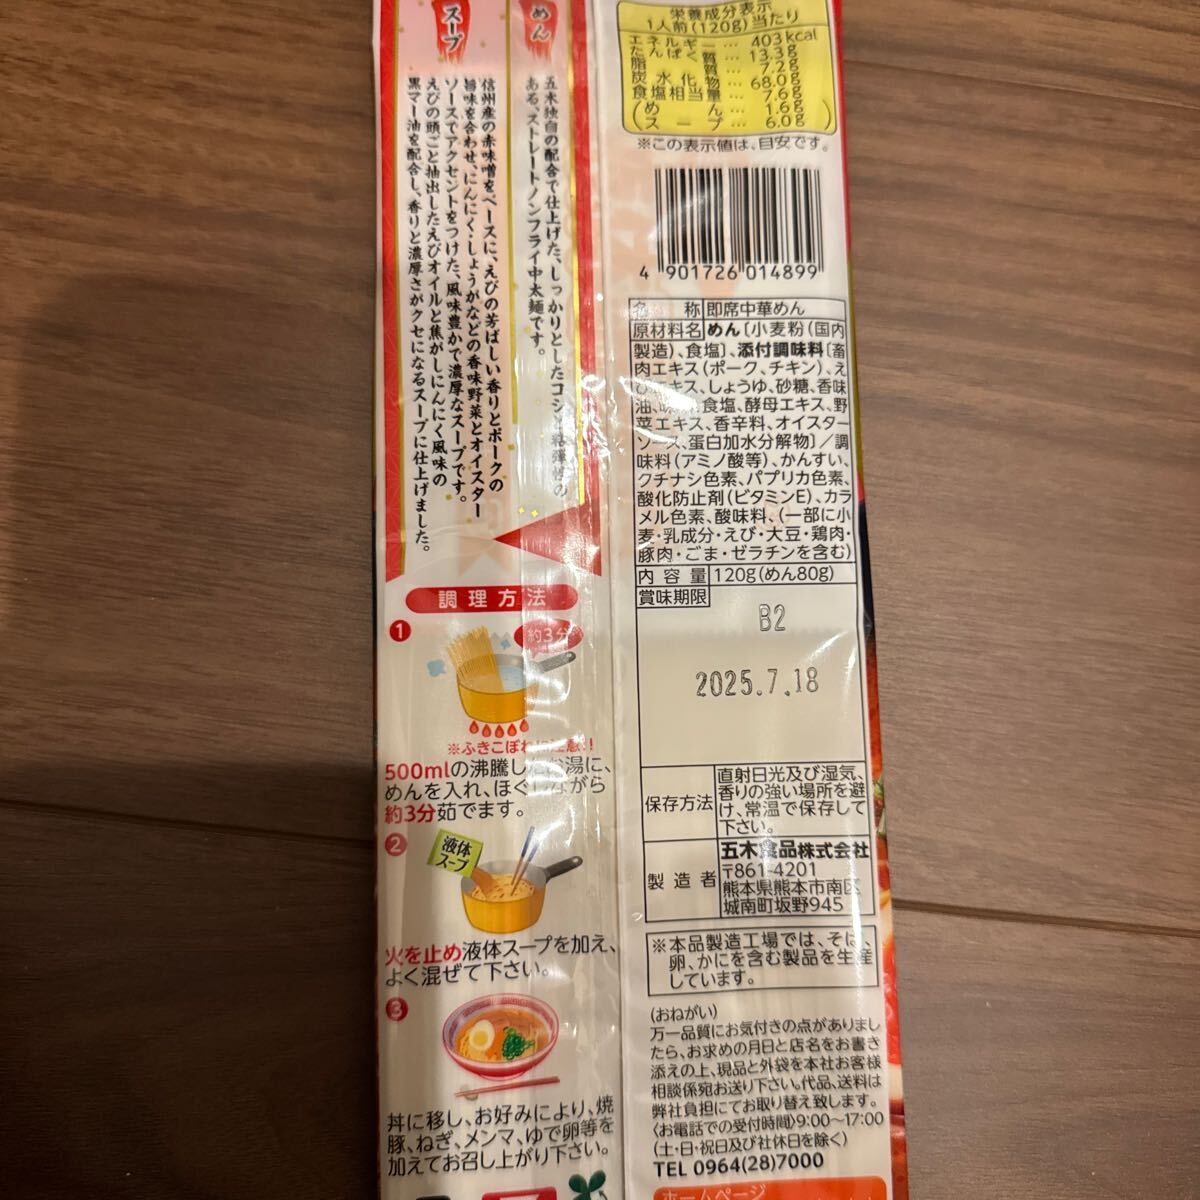 めん
五木独自の配合で仕上げた、しっかりとしたコシと粘弾性の
ある、ストレートノンフライ中太麺です。
スープ
信州産の赤味噌をベースに、えびの芳ばしい香りとポークの
旨味を合わせ、にんにく・しょうがなどの香味野菜とオイスター
ソースでアクセントをつけた、風味豊かで濃厚なスープです。
えびの頭ごと抽出したえびオイルと焦がしにんにく風味の
黒マー油を配合し、香りと濃厚さがクセになるスープに仕上げました。
調理方法
1
約3分
※ふきこぼれに注意!!
500mlの沸騰したお湯に、
めんを入れ、ほぐしながら
約3分茹でます。
2
液体
スープ
火を止め液体スープを加え、
よく混ぜて下さい。
3
丼に移し、お好みにより、焼
豚、ねぎ、メンマ、ゆで卵等を
加えてお召し上がり下さい。
栄養成分表示
1人前(120g)当たり
エネルギー… 403kcal
たんぱく質… 13.3g
脂質… 7.2g
炭水化物… 68.0g
食塩相当量… 7.6g
(めん… 1.6g
スープ… 6.0g)
※この表示値は、目安です。
4 901726 014899
名称 即席中華めん
原材料名 めん〔小麦粉(国内
製造)、食塩〕、添付調味料〔畜
肉エキス(ポーク、チキン)、え
びエキス、しょうゆ、砂糖、香味
油、味噌、食塩、酵母エキス、野
菜エキス、香辛料、オイスター
ソース、蛋白加水分解物〕／調
味料(アミノ酸等)、かんすい、
クチナシ色素、パプリカ色素、
酸化防止剤(ビタミンE)、カラ
メル色素、酸味料、(一部に小
麦・乳成分・えび・大豆・鶏肉・
豚肉・ごま・ゼラチンを含む)
内容量 120g(めん80g)
賞味期限
B2
2025.7.18
保存方法 直射日光及び湿気、
香りの強い場所を避
け、常温で保存して
下さい。
製造者 五木食品株式会社
〒861-4201
熊本県熊本市南区
城南町坂野945
※本品製造工場では、そば、
卵、かにを含む製品を生産
しています。
(おねがい)
万一品質にお気付きの点がありまし
たら、お求めの月日と店名をお書き
添えの上、現品と外袋を本社お客様
相談係宛お送り下さい。代品、送料は
弊社負担にてお取り替え致します。
〈お電話での受付時間〉9:00〜17:00
(土・日・祝日及び社休日を除く)
TEL 0964(28)7000
ホームページ